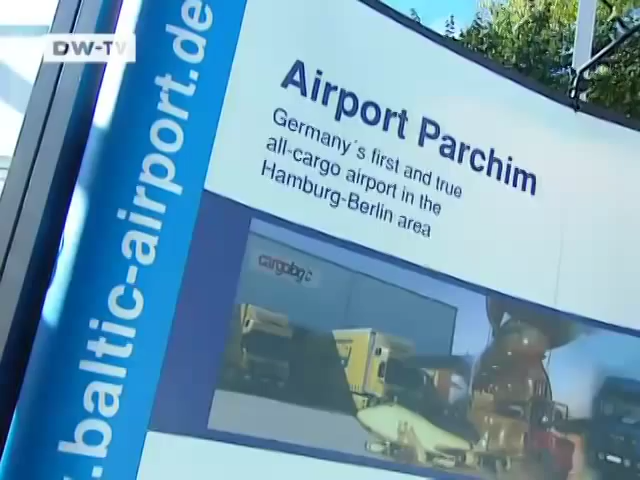 DW-TV
Airport Parchim
Germany´s first and true
all-cargo airport in the
Hamburg-Berlin area
.baltic-airport.de